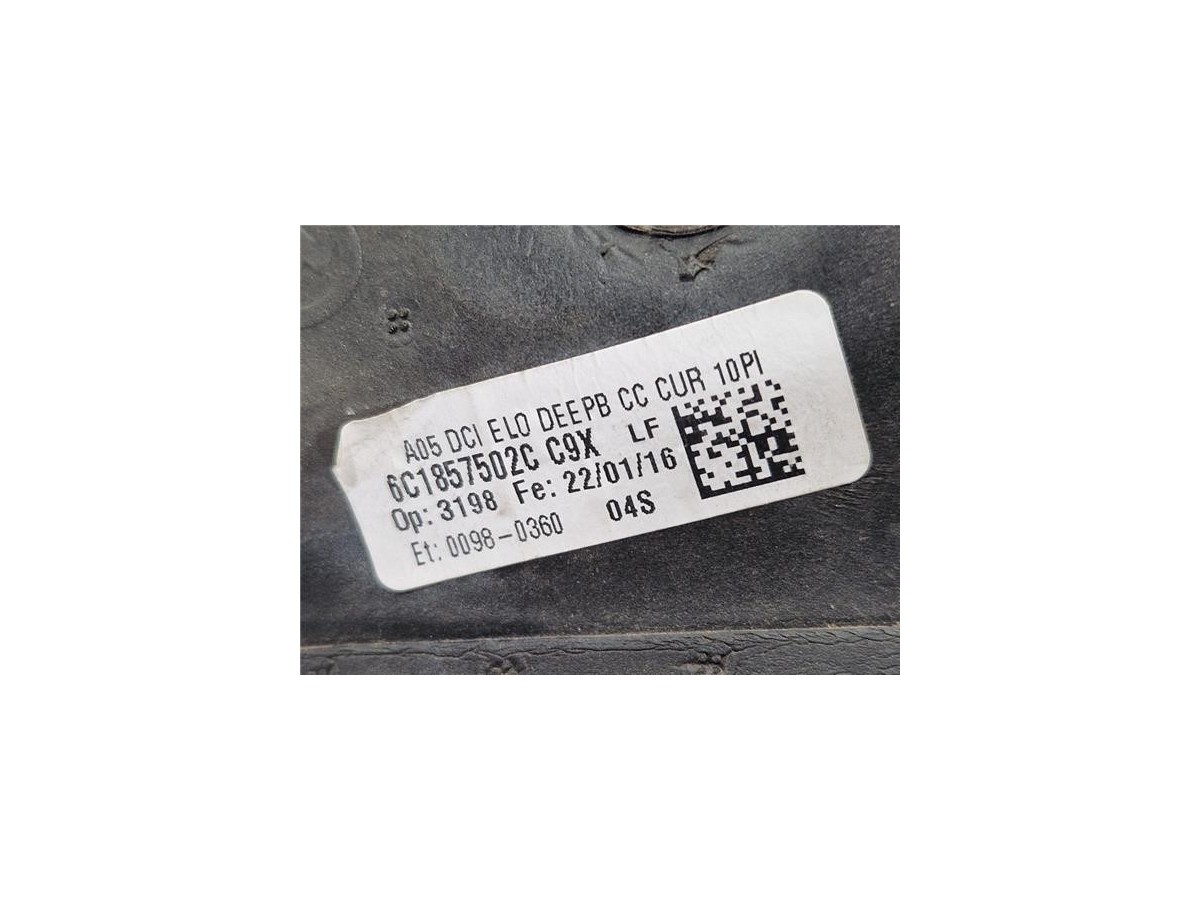 A05 DCI ELO DEEPB CC CUR 10PI
6C1857502C C9X LF
Op: 3198 Fe: 22/01/16
Et: 0098-0360 04S